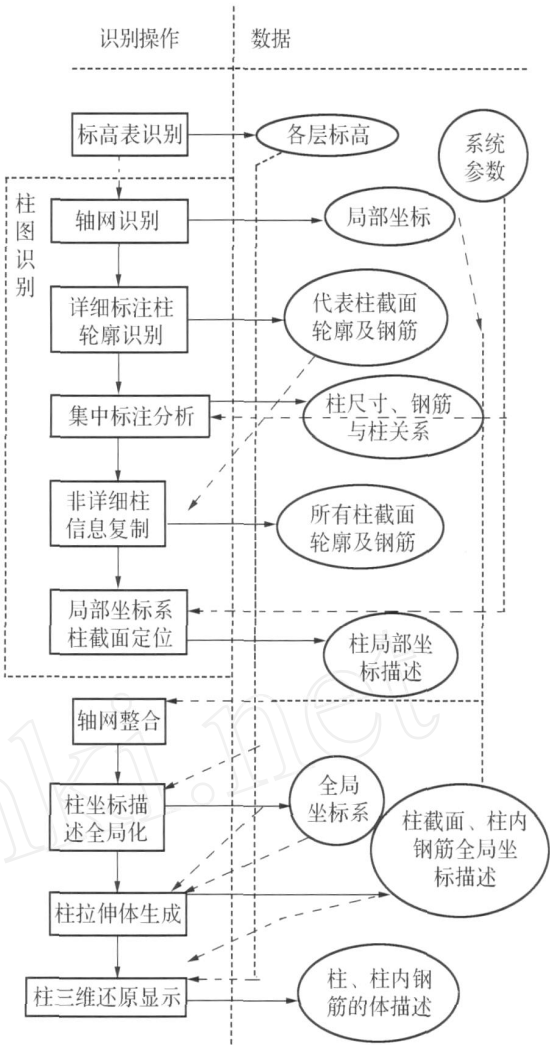 识别操作
数据
标高表识别
各层标高
系统
参数
柱图识别
轴网识别
局部坐标
详细标注柱
轮廓识别
代表柱截面
轮廓及钢筋
集中标注分析
柱尺寸、钢筋
与柱关系
非详细柱
信息复制
所有柱截面
轮廓及钢筋
局部坐标系
柱截面定位
柱局部坐
标描述
轴网整合
柱坐标描
述全局化
全局
坐标系
柱截面、柱内
钢筋全局坐
标描述
柱拉伸体生成
柱三维还原显示
柱、柱内钢
筋的体描述
nki.net